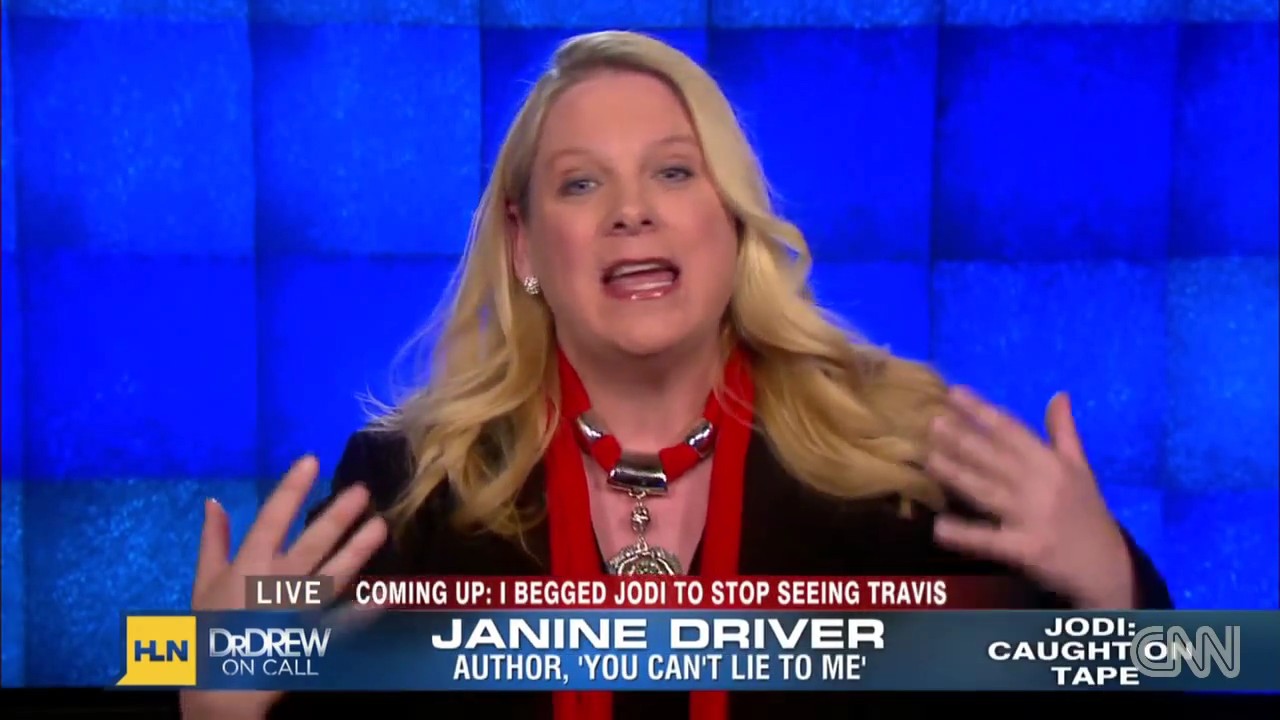 LIVE COMING UP: I BEGGED JODI TO STOP SEEING TRAVIS
HLN
DR DREW
ON CALL
JANINE DRIVER
AUTHOR, 'YOU CAN'T LIE TO ME'
JODI:
CAUGHT ON
TAPE
CNN